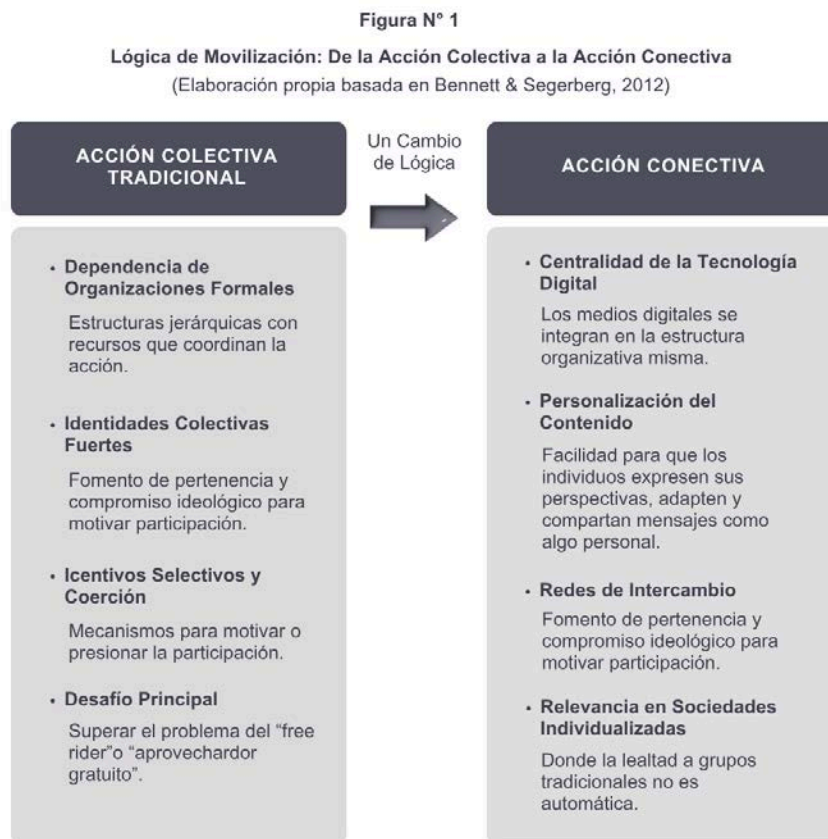 Figura N° 1
Lógica de Movilización: De la Acción Colectiva a la Acción Conectiva
(Elaboración propia basada en Bennett & Segerberg, 2012)
ACCIÓN COLECTIVA
TRADICIONAL
Un Cambio
de Lógica
ACCIÓN CONECTIVA
• Dependencia de
Organizaciones Formales
Estructuras jerárquicas con
recursos que coordinan la
acción.
• Identidades Colectivas
Fuertes
Fomento de pertenencia y
compromiso ideológico para
motivar participación.
• Icentivos Selectivos y
Coerción
Mecanismos para motivar o
presionar la participación.
• Desafío Principal
Superar el problema del “free
rider”o “aprovechardor
gratuito”.
• Centralidad de la Tecnología
Digital
Los medios digitales se
integran en la estructura
organizativa misma.
• Personalización del
Contenido
Facilidad para que los
individuos expresen sus
perspectivas, adapten y
compartan mensajes como
algo personal.
• Redes de Intercambio
Fomento de pertenencia y
compromiso ideológico para
motivar participación.
• Relevancia en Sociedades
Individualizadas
Donde la lealtad a grupos
tradicionales no es
automática.